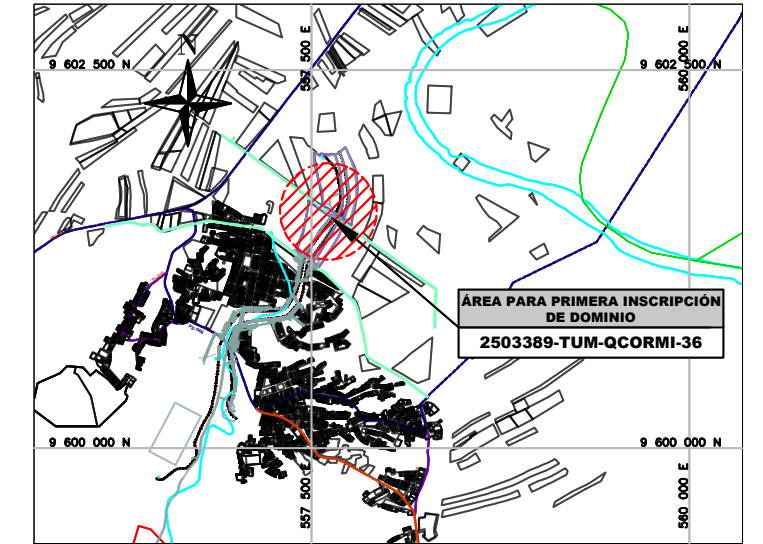 N
9 602 500 N
557 500 E
9 602 500 N
560 000 E
ÁREA PARA PRIMERA INSCRIPCIÓN
DE DOMINIO
2503389-TUM-QCORMI-36
9 600 000 N
557 500 E
9 600 000 N
560 000 E